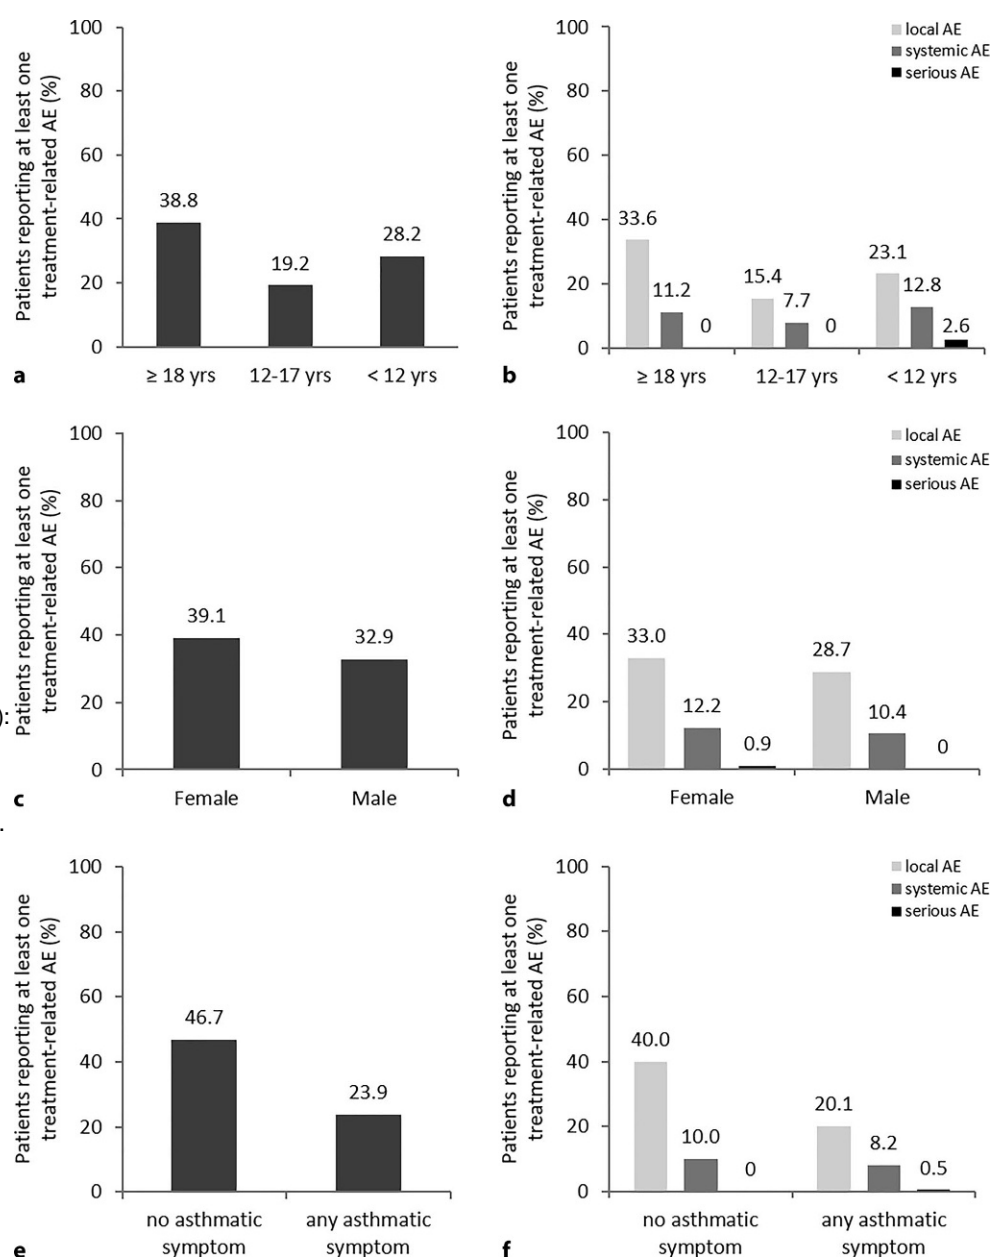 Patients reporting at least one
treatment-related AE (%)
100
80
60
40
20
0
38.8
19.2
28.2
≥ 18 yrs
12-17 yrs
< 12 yrs
a
Patients reporting at least one
treatment-related AE (%)
100
80
60
40
20
0
local AE
systemic AE
serious AE
33.6
11.2
0
15.4
7.7
0
23.1
12.8
2.6
≥ 18 yrs
12-17 yrs
< 12 yrs
b
Patients reporting at least one
treatment-related AE (%)
100
80
60
40
20
0
39.1
32.9
Female
Male
c
):
.
Patients reporting at least one
treatment-related AE (%)
100
80
60
40
20
0
local AE
systemic AE
serious AE
33.0
12.2
0.9
28.7
10.4
0
Female
Male
d
Patients reporting at least one
treatment-related AE (%)
100
80
60
40
20
0
46.7
23.9
no asthmatic
symptom
any asthmatic
symptom
e
Patients reporting at least one
treatment-related AE (%)
100
80
60
40
20
0
local AE
systemic AE
serious AE
40.0
10.0
0
20.1
8.2
0.5
no asthmatic
symptom
any asthmatic
symptom
f